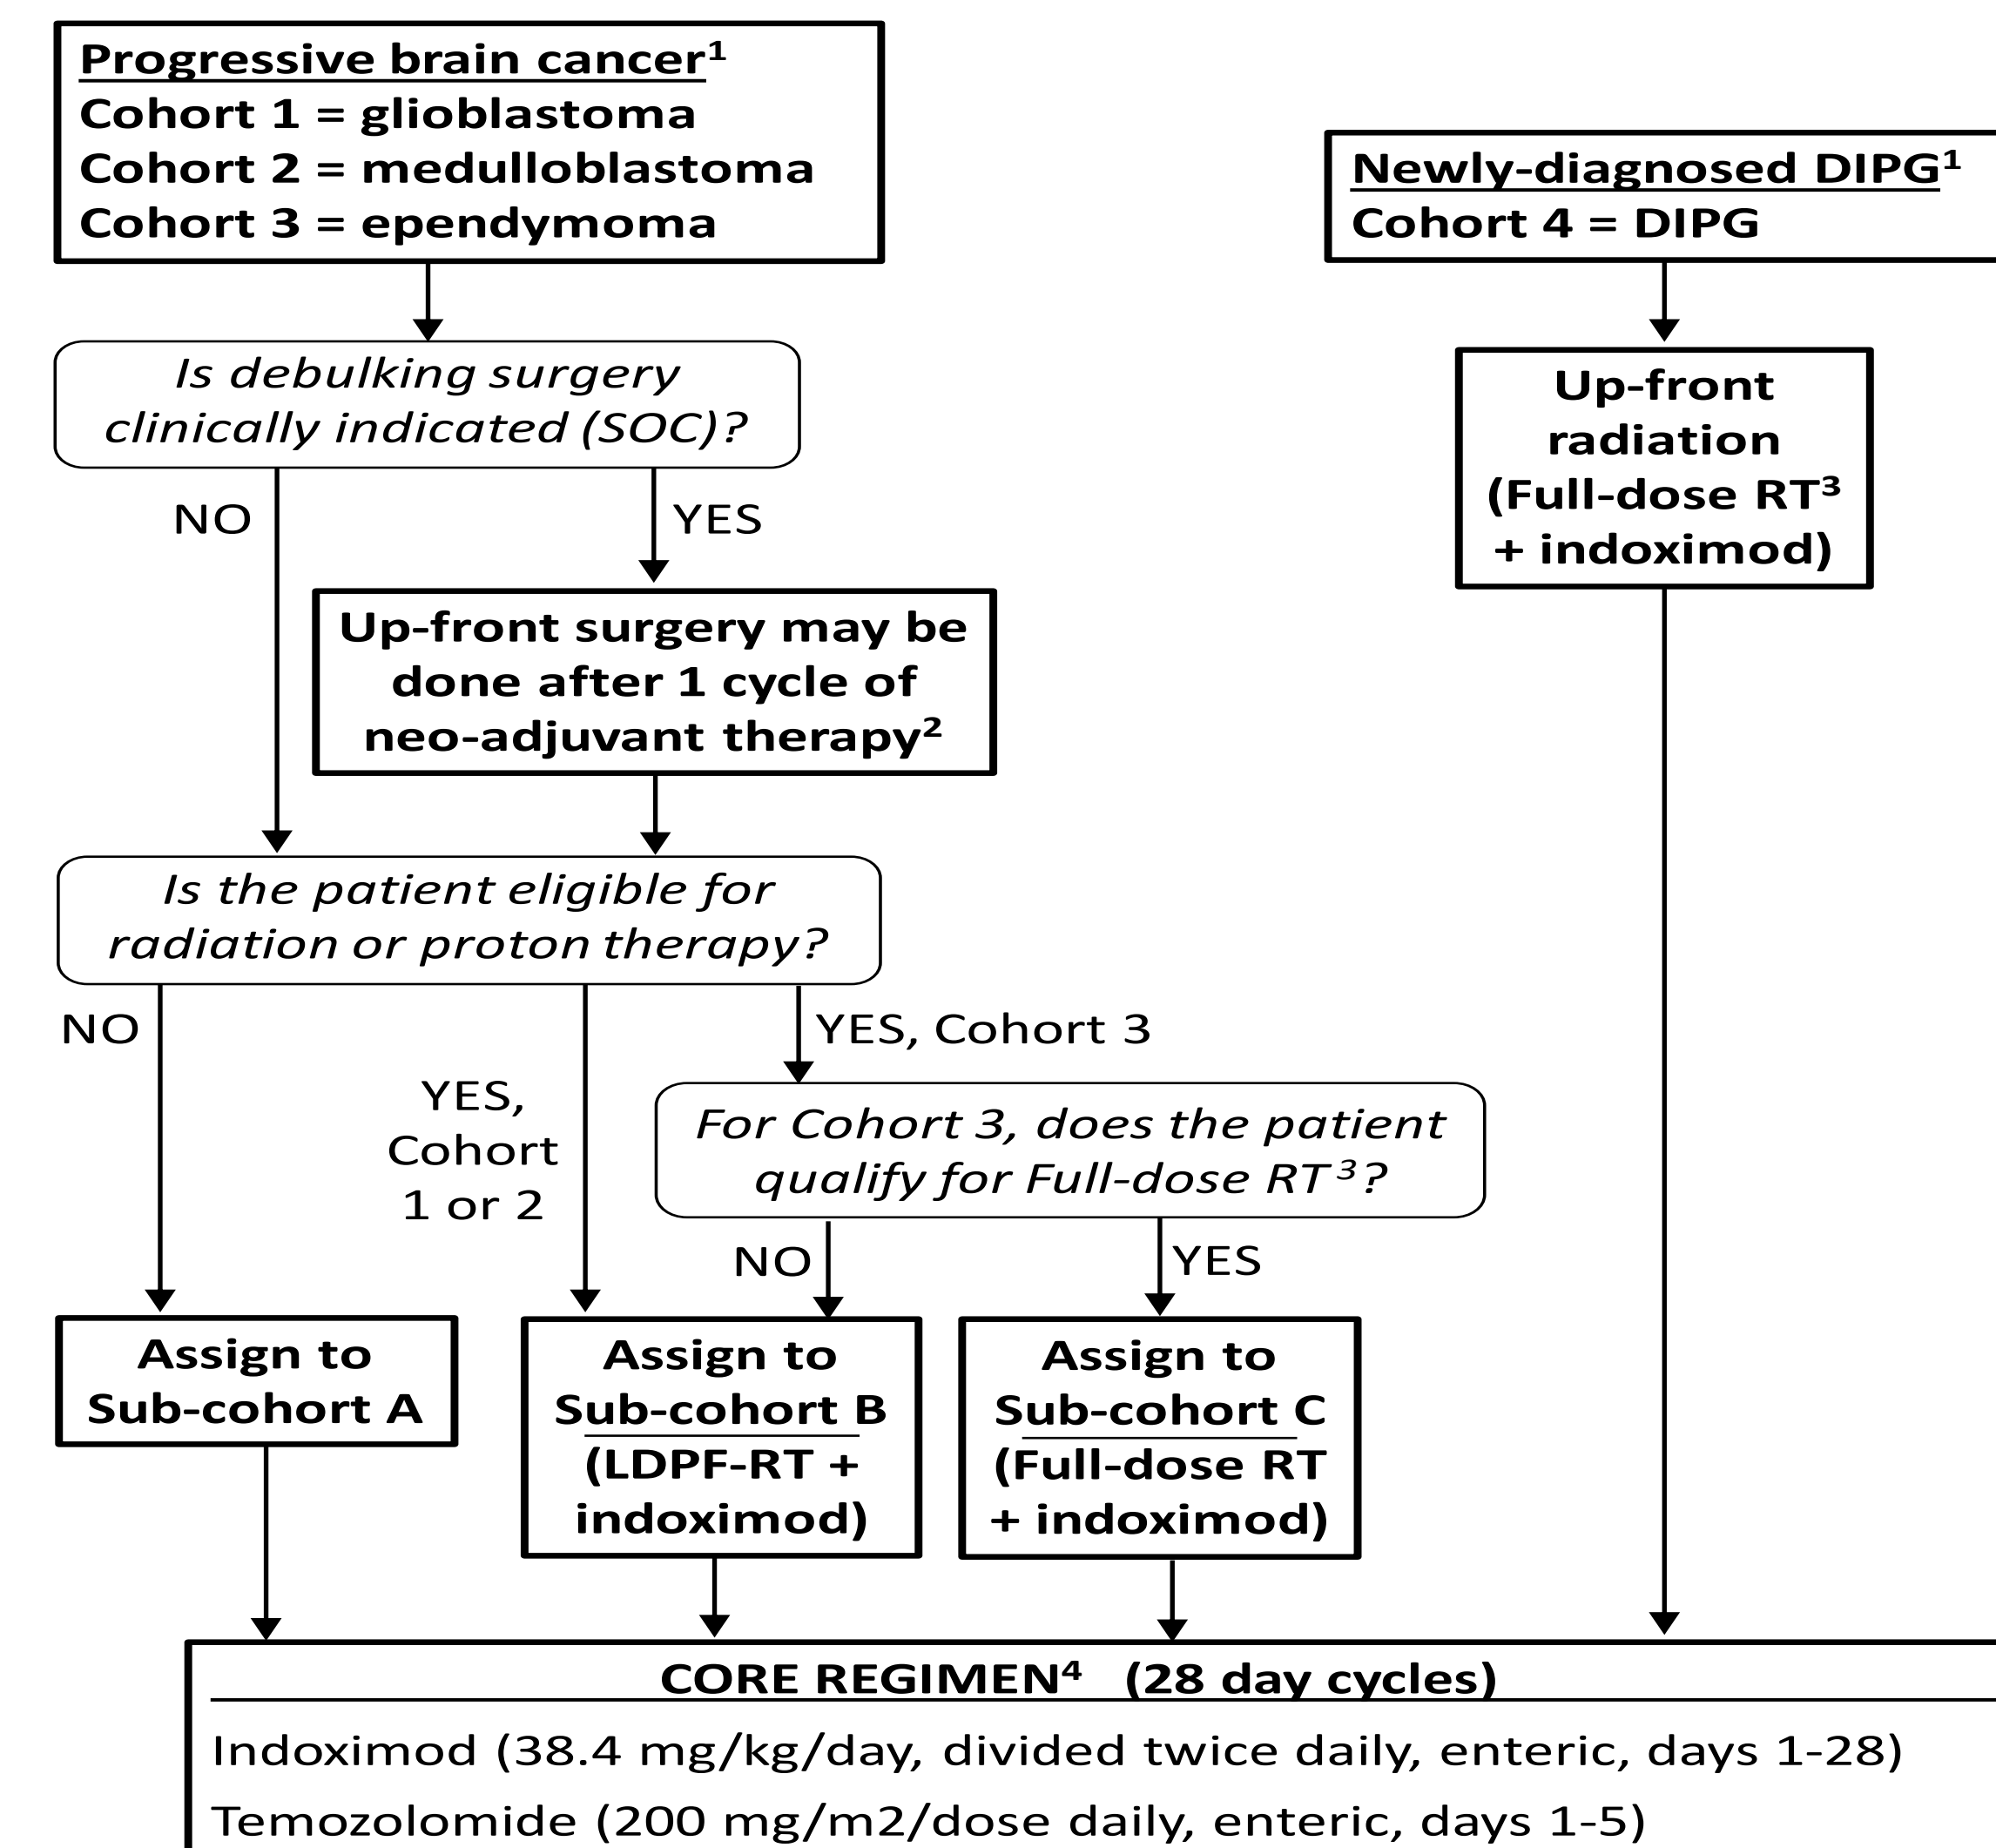 Progressive brain cancer¹
Cohort 1 = glioblastoma
Cohort 2 = medulloblastoma
Cohort 3 = ependymoma
Newly-diagnosed DIPG¹
Cohort 4 = DIPG
Is debulking surgery
clinically indicated (SOC)?
Up-front
radiation
(Full-dose RT³
+ indoximod)
NO
YES
Up-front surgery may be
done after 1 cycle of
neo-adjuvant therapy²
Is the patient eligible for
radiation or proton therapy?
NO
YES,
Cohort
1 or 2
YES, Cohort 3
For Cohort 3, does the patient
qualify for Full-dose RT³?
NO
YES
Assign to
Sub-cohort A
Assign to
Sub-cohort B
(LDPF-RT +
indoximod)
Assign to
Sub-cohort C
(Full-dose RT
+ indoximod)
CORE REGIMEN⁴ (28 day cycles)
Indoximod (38.4 mg/kg/day, divided twice daily, enteric, days 1-28)
Temozolomide (200 mg/m2/dose daily, enteric, days 1-5)